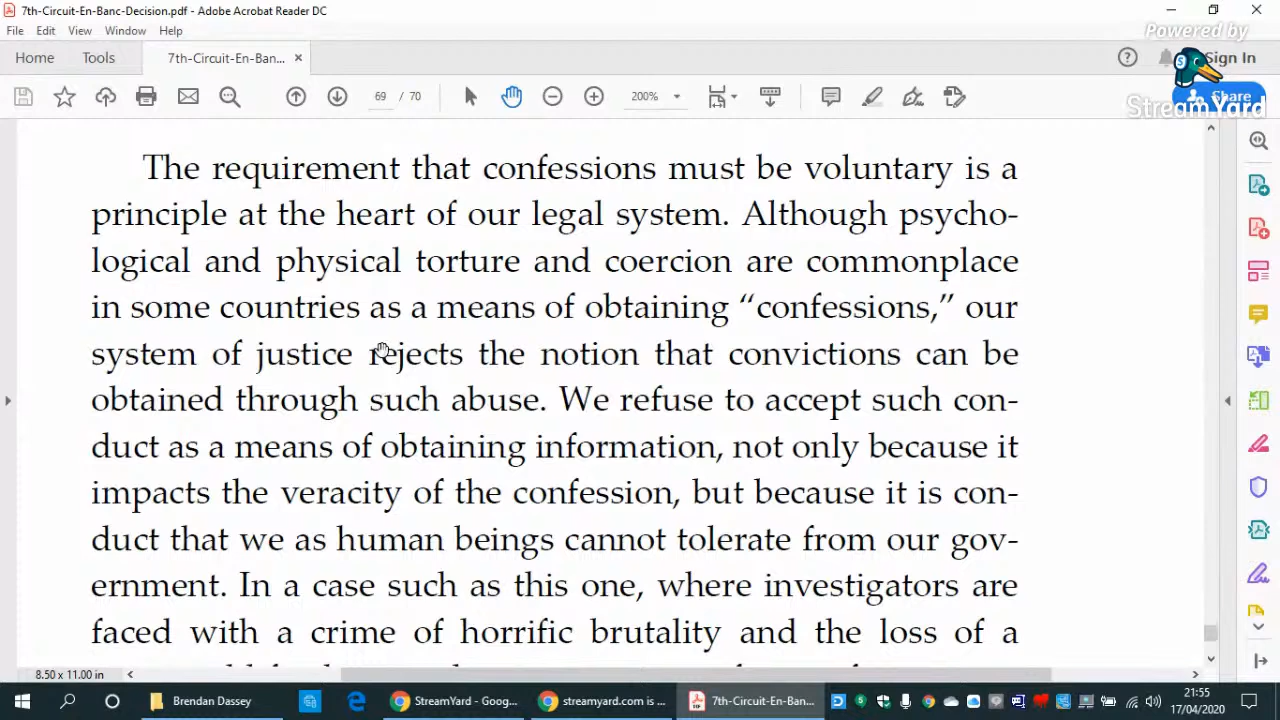 7th-Circuit-En-Banc-Decision.pdf - Adobe Acrobat Reader DC
File Edit View Window Help
Powered by
Home Tools 7th-Circuit-En-Ban... × Sign In
69 / 70 200% Share
StreamYard
The requirement that confessions must be voluntary is a
principle at the heart of our legal system. Although psycho-
logical and physical torture and coercion are commonplace
in some countries as a means of obtaining “confessions,” our
system of justice rejects the notion that convictions can be
obtained through such abuse. We refuse to accept such con-
duct as a means of obtaining information, not only because it
impacts the veracity of the confession, but because it is con-
duct that we as human beings cannot tolerate from our gov-
ernment. In a case such as this one, where investigators are
faced with a crime of horrific brutality and the loss of a
8.50 x 11.00 in
Brendan Dassey StreamYard - Goog... streamyard.com is ... 7th-Circuit-En-Ban...
21:55
17/04/2020